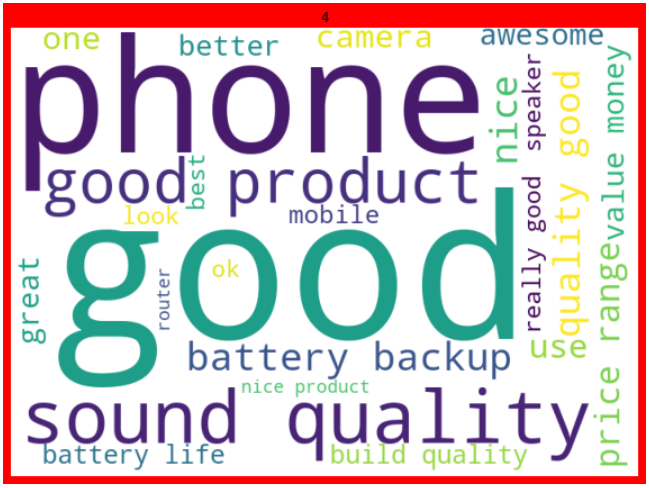 4
one
better
camera
awesome
phone
nice
speaker
quality good
value money
good product
best
look
mobile
really good
good
great
router
ok
battery backup
use
price range
nice product
sound quality
battery life
build quality